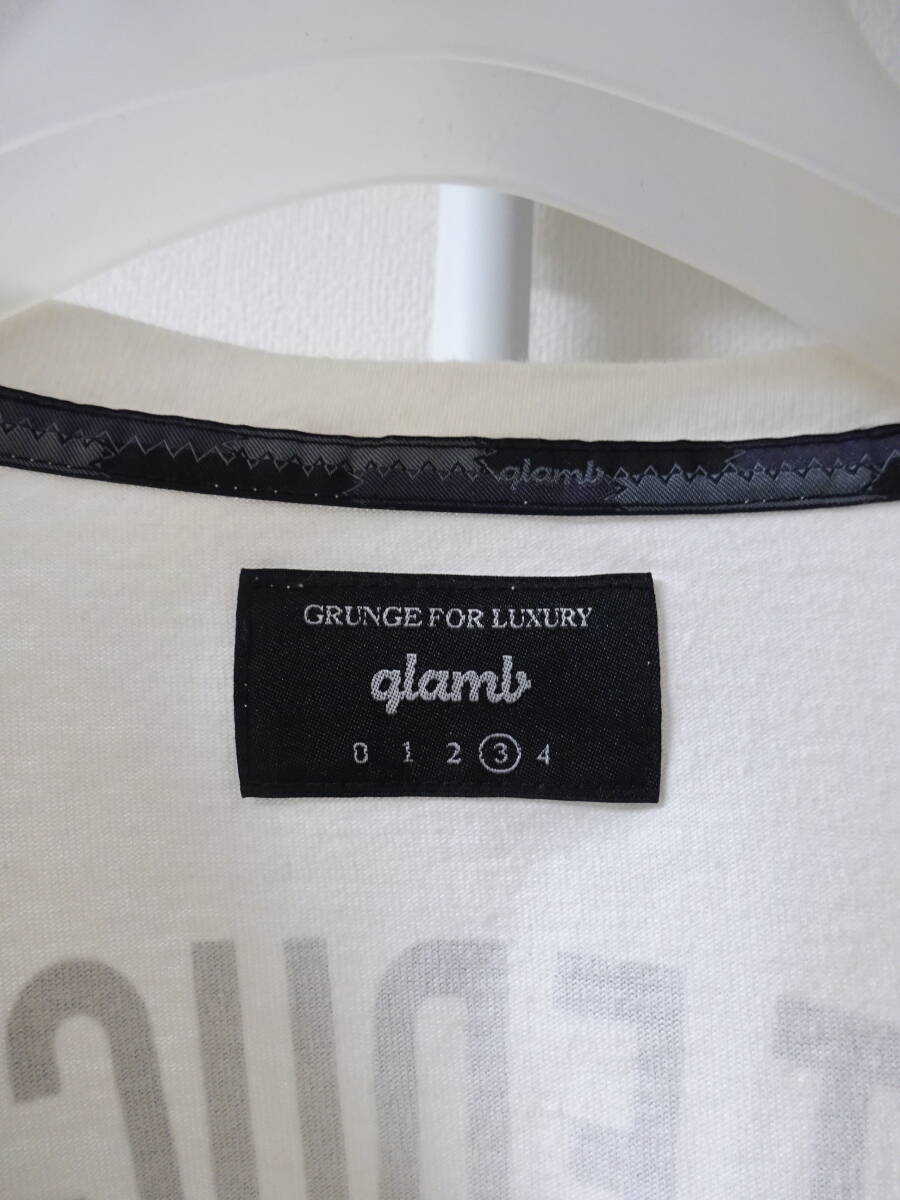 glamb
GRUNGE FOR LUXURY
glamb
0 1 2 3 4